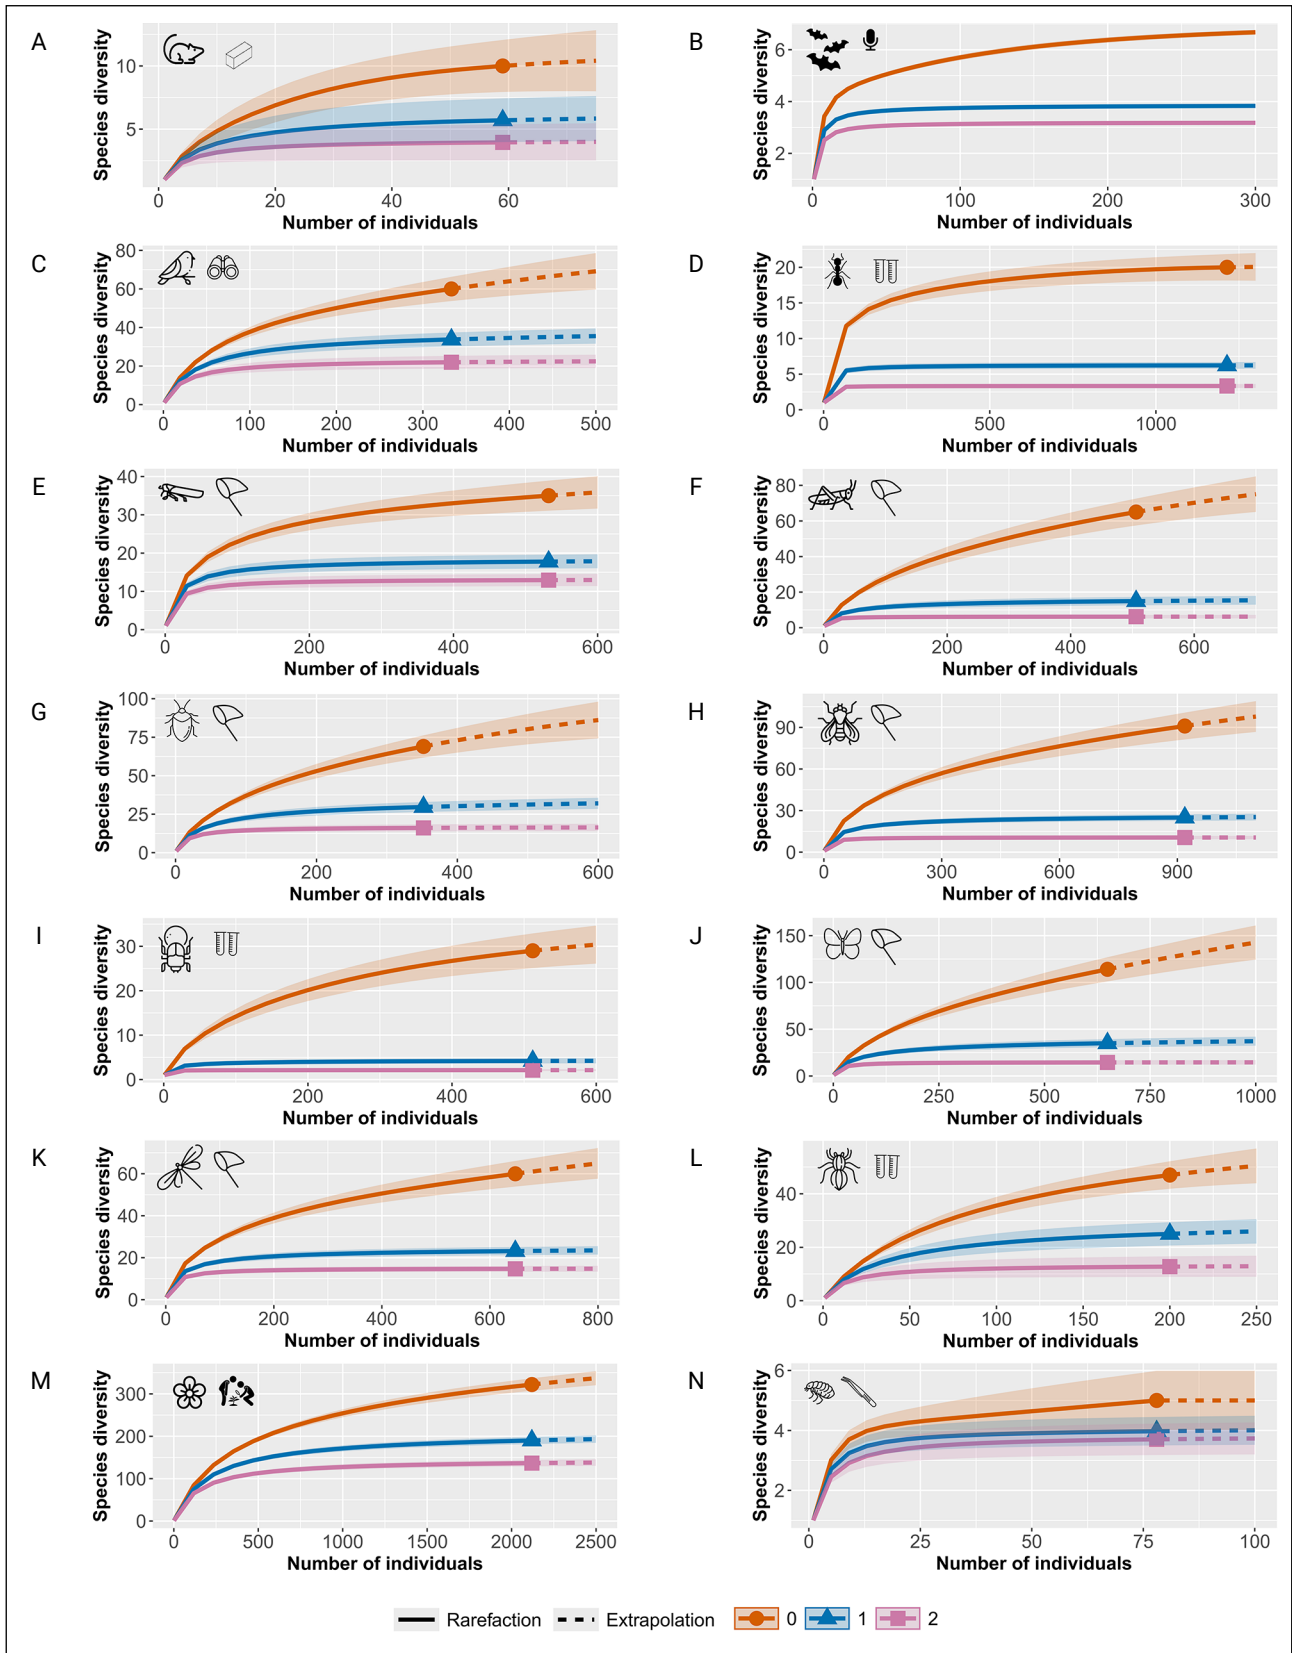 A
Species diversity
10
5
0 20 40 60
Number of individuals
B
Species diversity
6
4
2
0 100 200 300
Number of individuals
C
Species diversity
80
60
40
20
0
0 100 200 300 400 500
Number of individuals
D
Species diversity
20
15
10
5
0
0 500 1000
Number of individuals
E
Species diversity
40
30
20
10
0
0 200 400 600
Number of individuals
F
Species diversity
80
60
40
20
0
0 200 400 600
Number of individuals
G
Species diversity
100
75
50
25
0
0 200 400 600
Number of individuals
H
Species diversity
90
60
30
0
0 300 600 900
Number of individuals
I
Species diversity
30
20
10
0
0 200 400 600
Number of individuals
J
Species diversity
150
100
50
0
0 250 500 750 1000
Number of individuals
K
Species diversity
60
40
20
0
0 200 400 600 800
Number of individuals
L
Species diversity
40
20
0
0 50 100 150 200 250
Number of individuals
M
Species diversity
300
200
100
0
0 500 1000 1500 2000 2500
Number of individuals
N
Species diversity
6
4
2
0 25 50 75 100
Number of individuals
Rarefaction Extrapolation 0 1 2